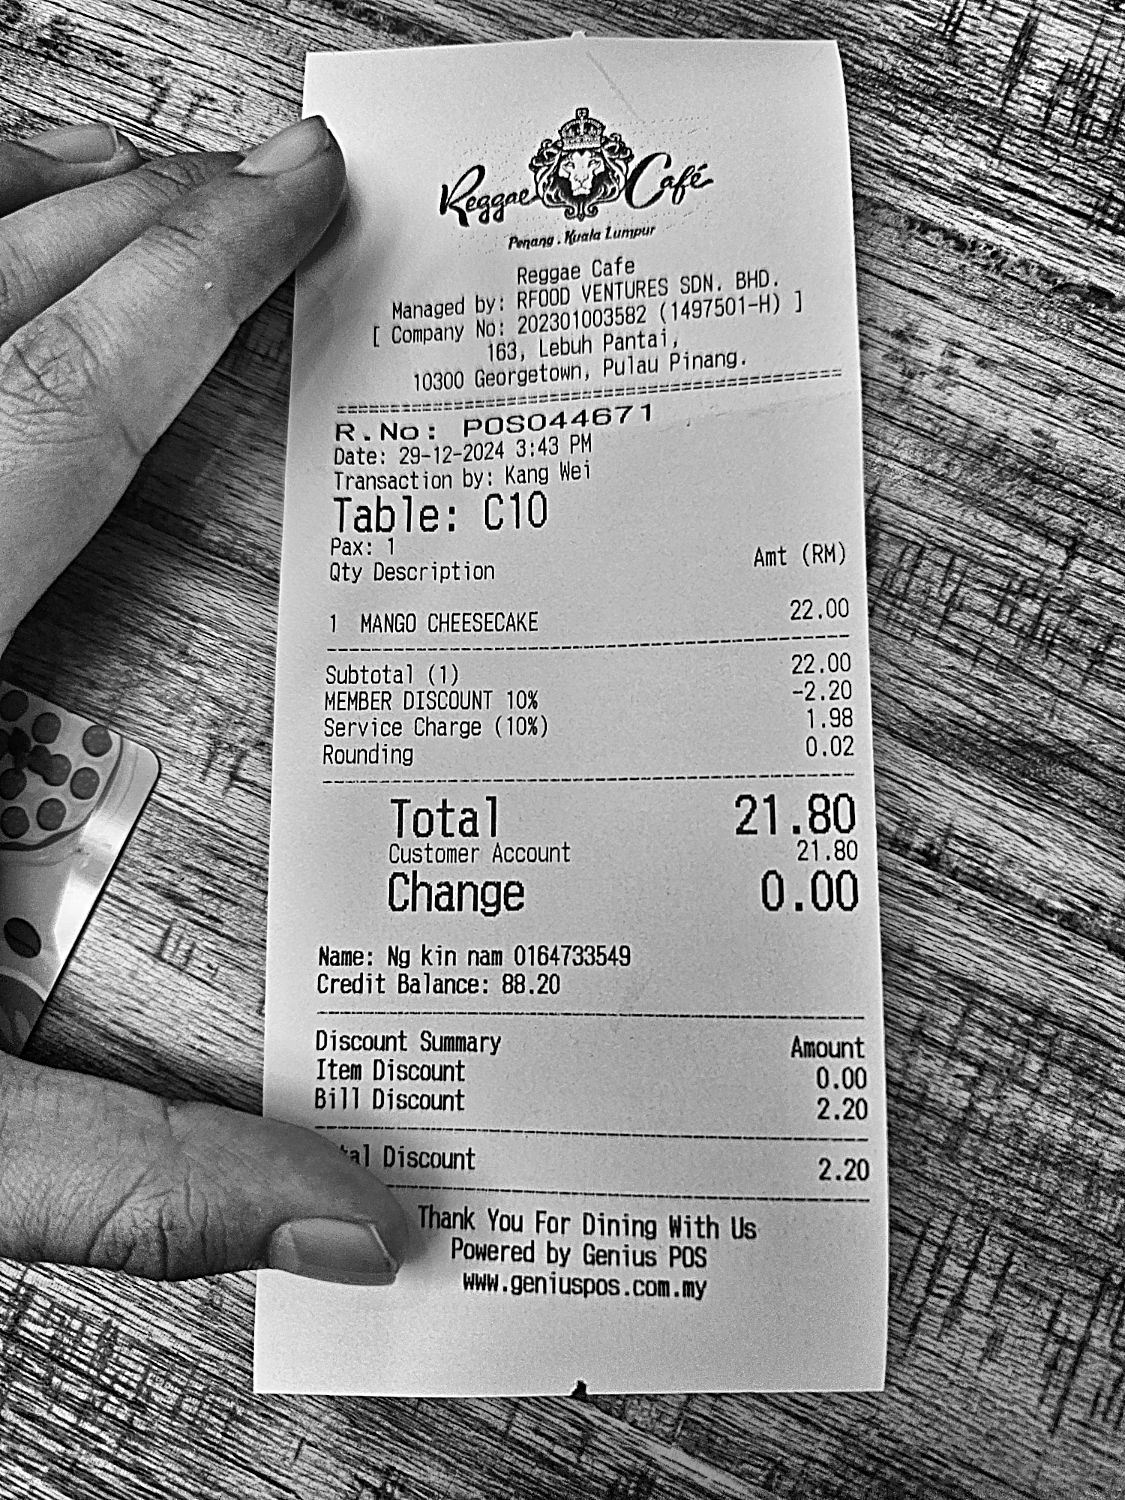 Reggae Café
Penang . Kuala Lumpur
Reggae Cafe
Managed by: RFOOD VENTURES SDN. BHD.
[ Company No: 202301003582 (1497501-H) ]
163, Lebuh Pantai,
10300 Georgetown, Pulau Pinang.
R.No: POS044671
Date: 29-12-2024 3:43 PM
Transaction by: Kang Wei
Table: C10
Pax: 1
Qty Description Amt (RM)
1 MANGO CHEESECAKE 22.00
Subtotal (1) 22.00
MEMBER DISCOUNT 10% -2.20
Service Charge (10%) 1.98
Rounding 0.02
Total 21.80
Customer Account 21.80
Change 0.00
Name: Ng kin nam 0164733549
Credit Balance: 88.20
Discount Summary Amount
Item Discount 0.00
Bill Discount 2.20
Discount 2.20
Thank You For Dining With Us
Powered by Genius POS
www.geniuspos.com.my